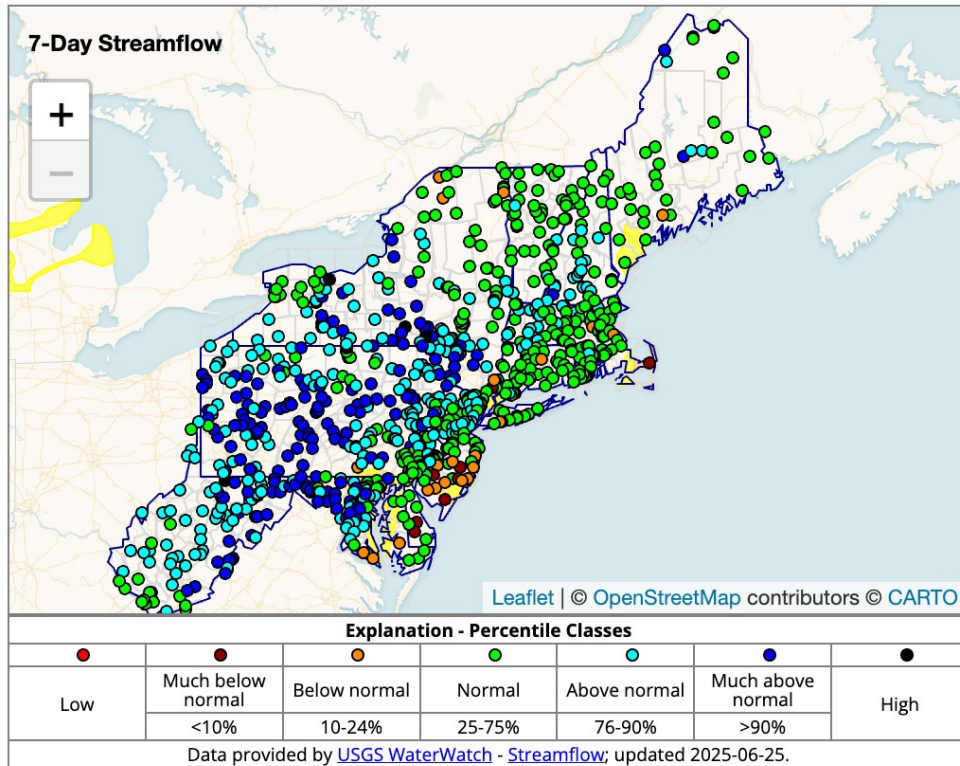 7-Day Streamflow
+
−
Leaflet | © OpenStreetMap contributors © CARTO
Explanation - Percentile Classes
Low
Much below normal
Below normal
Normal
Above normal
Much above normal
High
<10%
10-24%
25-75%
76-90%
>90%
Data provided by USGS WaterWatch - Streamflow; updated 2025-06-25.